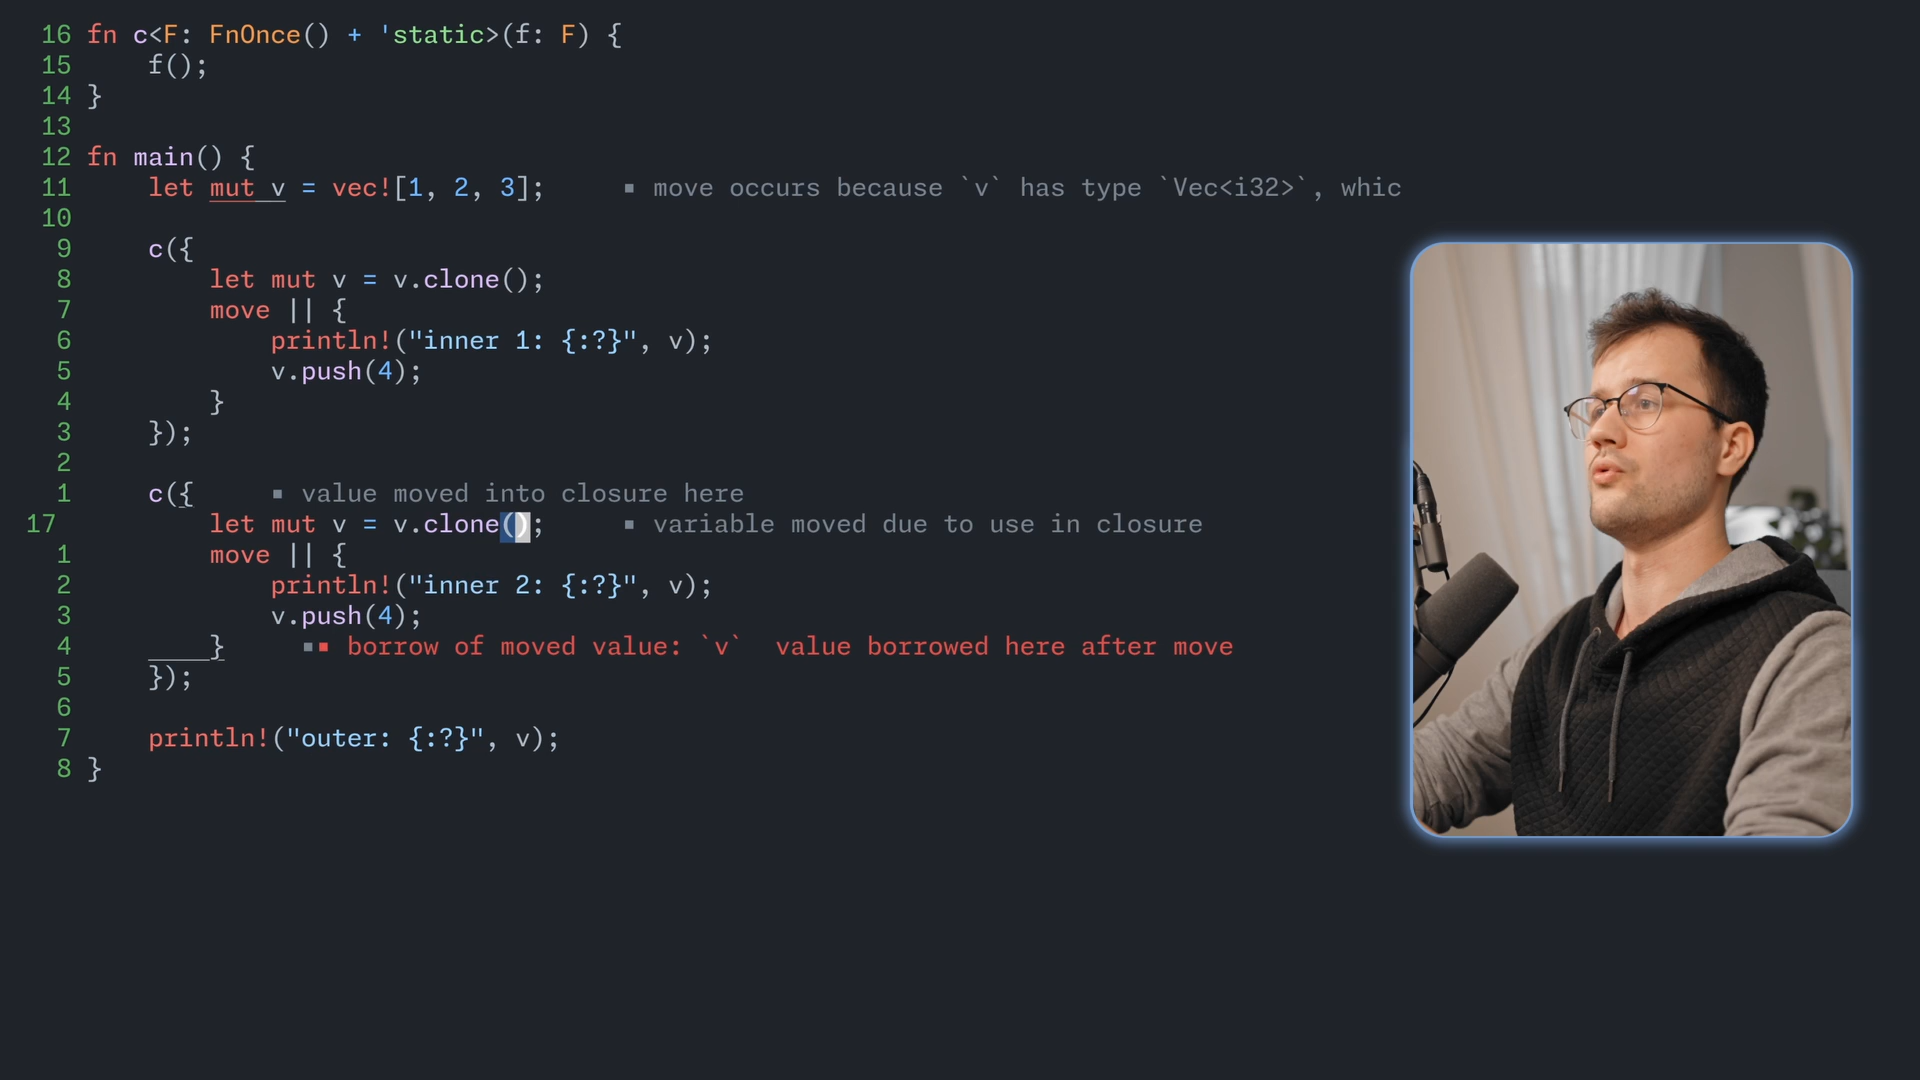 16 fn c<F: FnOnce() + 'static>(f: F) {
15     f();
14 }
13
12 fn main() {
11     let mut v = vec![1, 2, 3];     ▪ move occurs because `v` has type `Vec<i32>`, whic
10
9     c({
8         let mut v = v.clone();
7         move || {
6             println!("inner 1: {:?}", v);
5             v.push(4);
4         }
3     });
2
1     c({     ▪ value moved into closure here
17         let mut v = v.clone();     ▪ variable moved due to use in closure
1         move || {
2             println!("inner 2: {:?}", v);
3             v.push(4);
4         }     ▪▪ borrow of moved value: `v`  value borrowed here after move
5     });
6
7     println!("outer: {:?}", v);
8 }